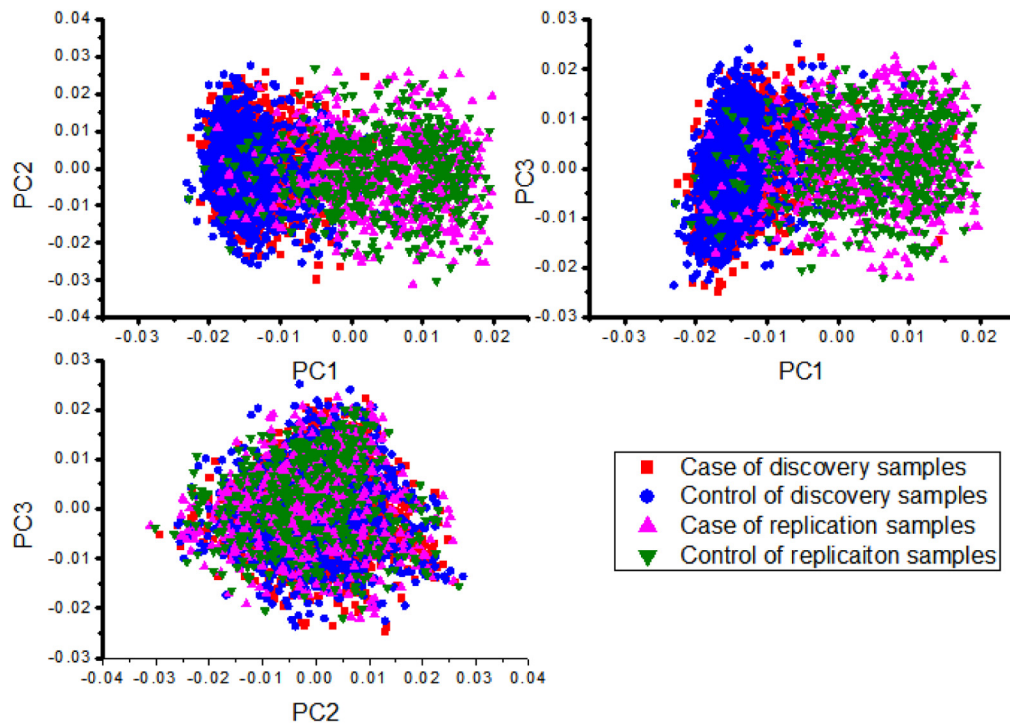 0.04
0.03
0.02
0.01
0.00
-0.01
-0.02
-0.03
-0.04
PC2
-0.03 -0.02 -0.01 0.00 0.01 0.02
PC1
0.03
0.02
0.01
0.00
-0.01
-0.02
-0.03
PC3
-0.03 -0.02 -0.01 0.00 0.01 0.02
PC1
0.03
0.02
0.01
0.00
-0.01
-0.02
-0.03
PC3
-0.04 -0.03 -0.02 -0.01 0.00 0.01 0.02 0.03 0.04
PC2
Case of discovery samples
Control of discovery samples
Case of replication samples
Control of replicaiton samples